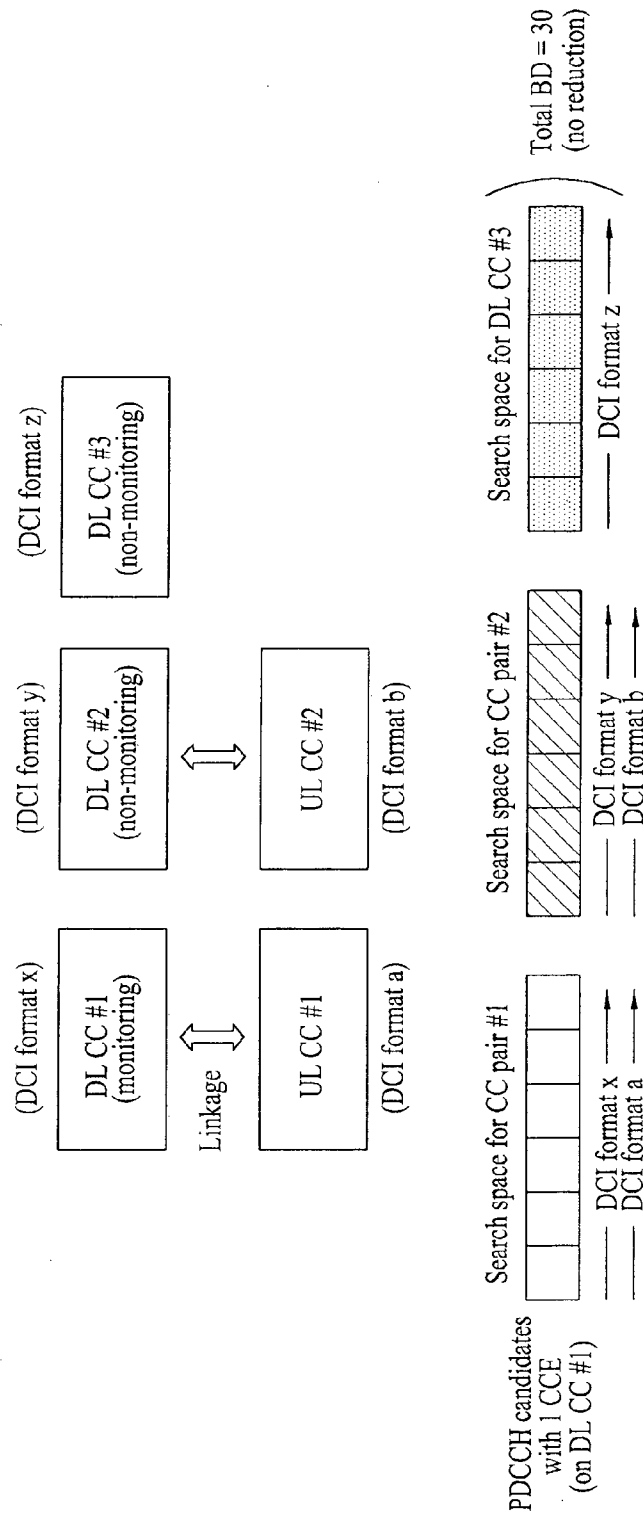 (DCI format x)
DL CC #1
(monitoring)
Linkage
UL CC #1
(DCI format a)
(DCI format y)
DL CC #2
(non-monitoring)
UL CC #2
(DCI format b)
(DCI format z)
DL CC #3
(non-monitoring)
PDCCH candidates
with 1 CCE
(on DL CC #1)
Search space for CC pair #1
DCI format x
DCI format a
Search space for CC pair #2
DCI format y
DCI format b
Search space for DL CC #3
DCI format z
Total BD = 30
(no reduction)